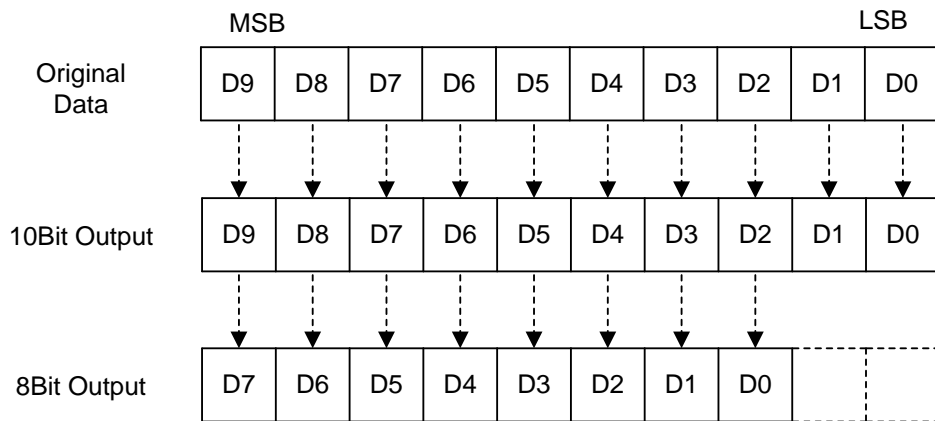 MSB LSB
Original
Data
D9 D8 D7 D6 D5 D4 D3 D2 D1 D0
10Bit Output D9 D8 D7 D6 D5 D4 D3 D2 D1 D0
8Bit Output D7 D6 D5 D4 D3 D2 D1 D0